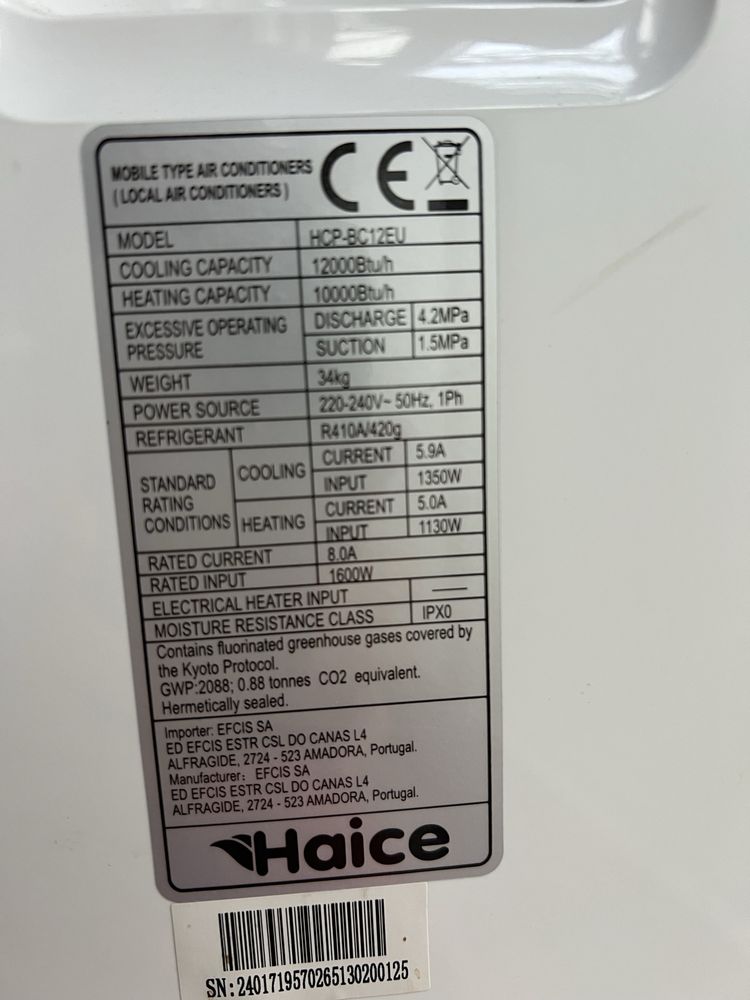 MOBILE TYPE AIR CONDITIONERS
( LOCAL AIR CONDITIONERS )
CE
MODEL HCP-BC12EU
COOLING CAPACITY 12000Btu/h
HEATING CAPACITY 10000Btu/h
EXCESSIVE OPERATING PRESSURE DISCHARGE 4.2MPa
SUCTION 1.5MPa
WEIGHT 34kg
POWER SOURCE 220-240V~ 50Hz, 1Ph
REFRIGERANT R410A/420g
STANDARD RATING CONDITIONS COOLING CURRENT 5.9A
INPUT 1350W
HEATING CURRENT 5.0A
INPUT 1130W
RATED CURRENT 8.0A
RATED INPUT 1600W
ELECTRICAL HEATER INPUT ——
MOISTURE RESISTANCE CLASS IPX0
Contains fluorinated greenhouse gases covered by
the Kyoto Protocol.
GWP:2088; 0.88 tonnes CO2 equivalent.
Hermetically sealed.
Importer: EFCIS SA
ED EFCIS ESTR CSL DO CANAS L4
ALFRAGIDE, 2724 - 523 AMADORA, Portugal.
Manufacturer: EFCIS SA
ED EFCIS ESTR CSL DO CANAS L4
ALFRAGIDE, 2724 - 523 AMADORA, Portugal.
Haice
SN:2401719570265130200125